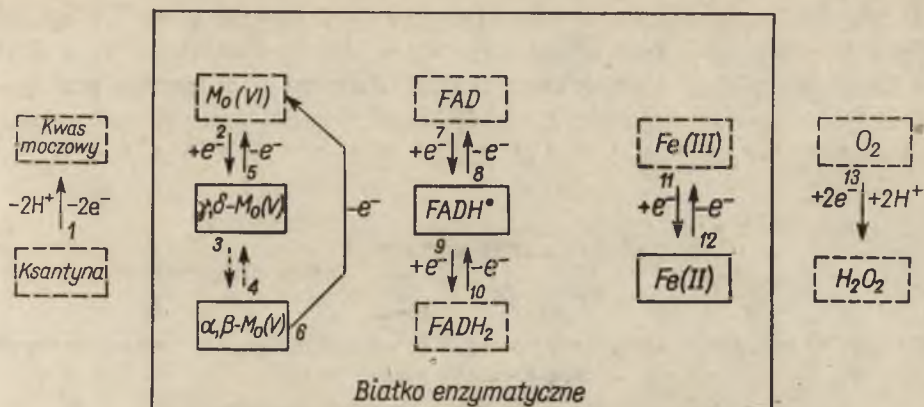 Kwas
moczowy
-2H⁺
-2e⁻
1
Ksantyna
Mo(VI)
2
+e⁻
-e⁻
5
γ,δ-Mo(V)
3
4
α,β-Mo(V)
6
-e⁻
FAD
7
+e⁻
-e⁻
8
FADH•
9
+e⁻
-e⁻
10
FADH₂
Fe(III)
11
+e⁻
-e⁻
12
Fe(II)
O₂
13
+2e⁻
+2H⁺
H₂O₂
Białko enzymatyczne